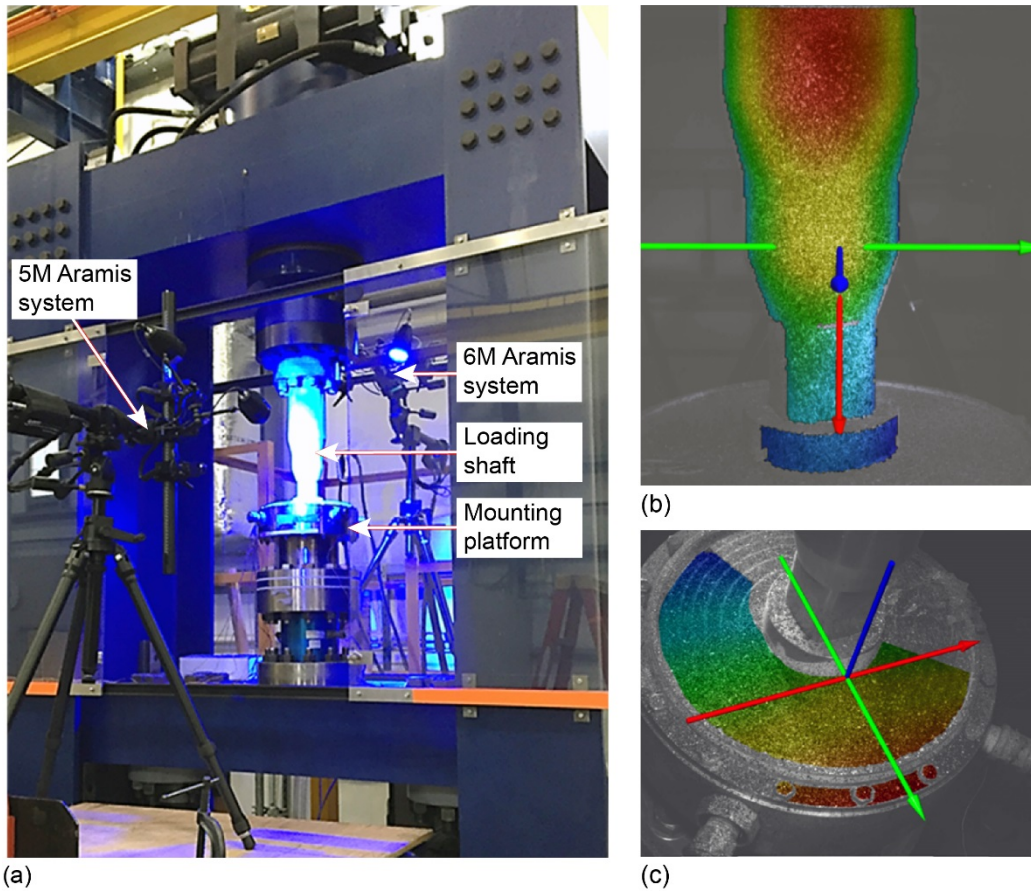 5M Aramis
system
6M Aramis
system
Loading
shaft
Mounting
platform
(a)
(b)
(c)